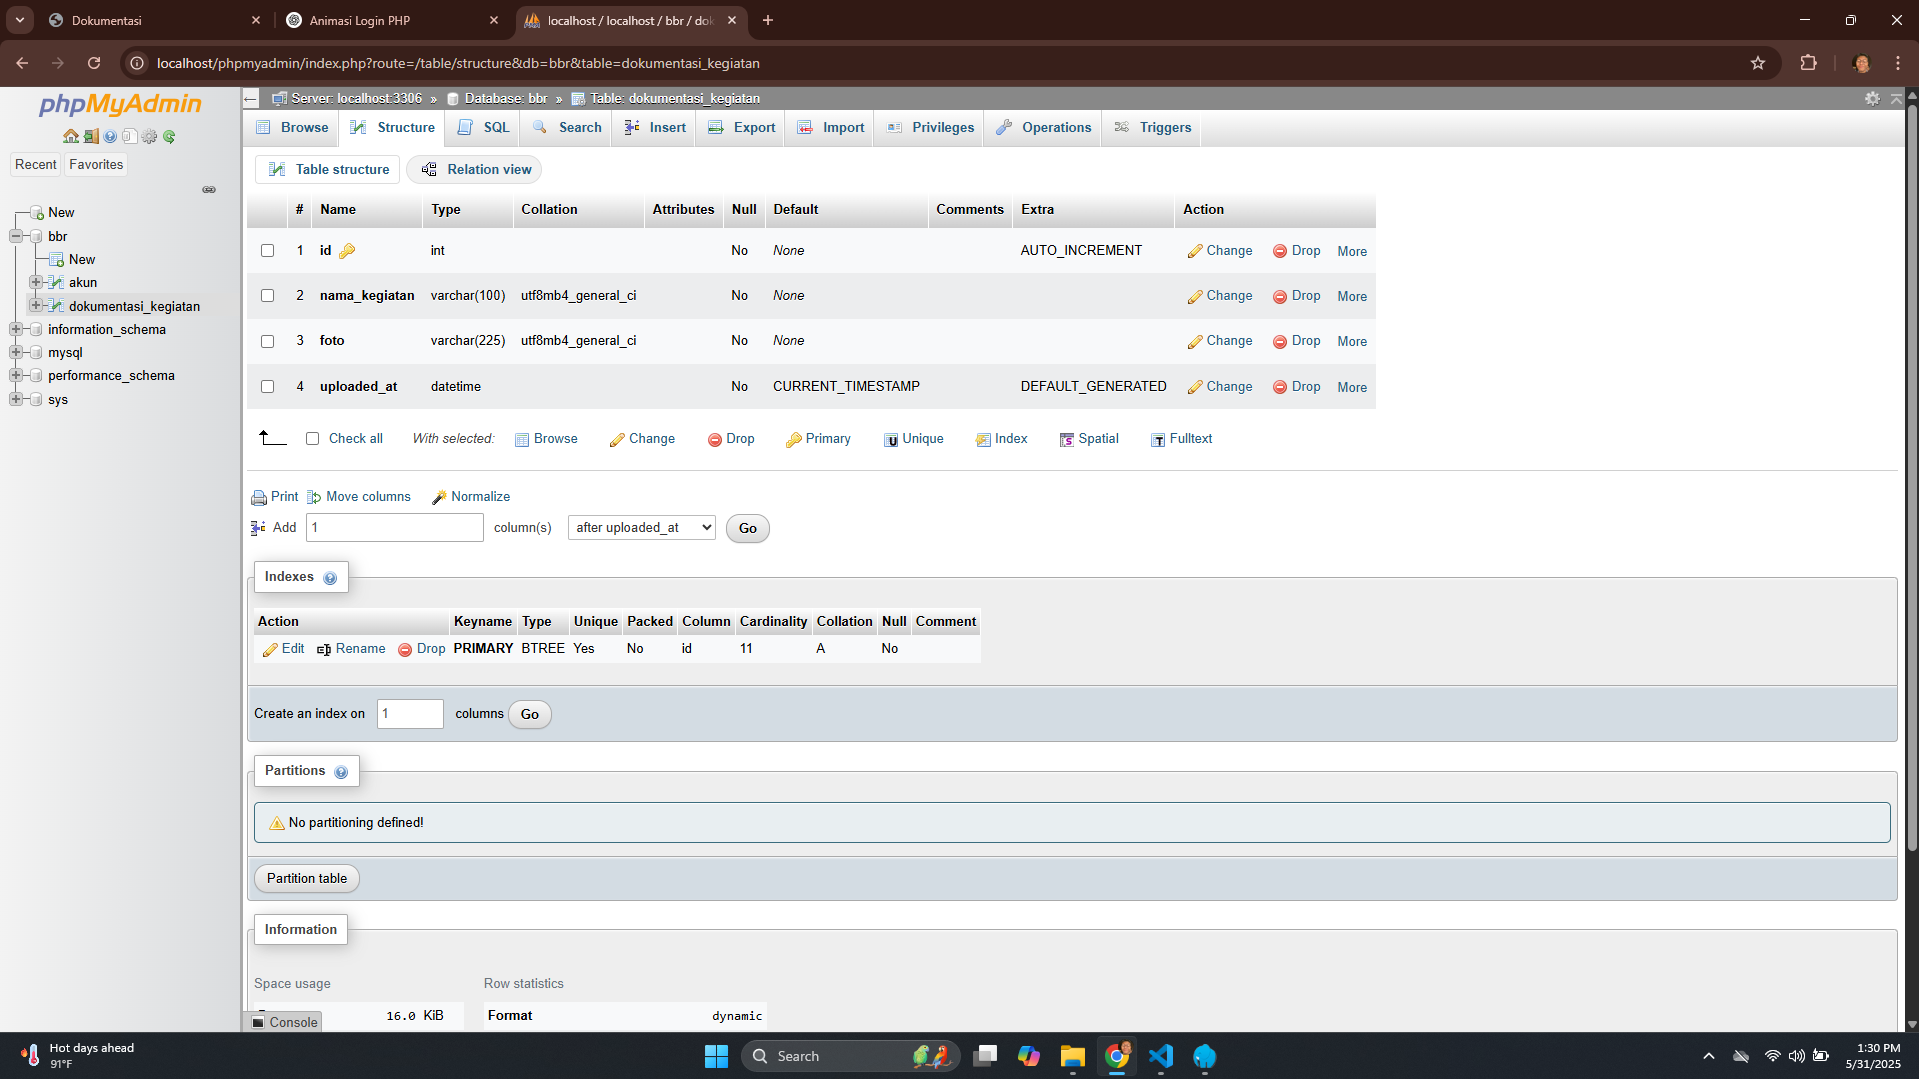 Dokumentasi
Animasi Login PHP
localhost / localhost / bbr / dok
localhost/phpmyadmin/index.php?route=/table/structure&db=bbr&table=dokumentasi_kegiatan
phpMyAdmin
Recent Favorites
New
bbr
New
akun
dokumentasi_kegiatan
information_schema
mysql
performance_schema
sys
Server: localhost:3306 » Database: bbr » Table: dokumentasi_kegiatan
Browse Structure SQL Search Insert Export Import Privileges Operations Triggers
Table structure Relation view
# Name Type Collation Attributes Null Default Comments Extra Action
1 id int No None AUTO_INCREMENT Change Drop More
2 nama_kegiatan varchar(100) utf8mb4_general_ci No None Change Drop More
3 foto varchar(225) utf8mb4_general_ci No None Change Drop More
4 uploaded_at datetime No CURRENT_TIMESTAMP DEFAULT_GENERATED Change Drop More
Check all With selected: Browse Change Drop Primary Unique Index Spatial Fulltext
Print Move columns Normalize
Add 1 column(s) after uploaded_at Go
Indexes
Action Keyname Type Unique Packed Column Cardinality Collation Null Comment
Edit Rename Drop PRIMARY BTREE Yes No id 11 A No
Create an index on 1 columns Go
Partitions
No partitioning defined!
Partition table
Information
Space usage
Row statistics
16.0 KiB
Format dynamic
Console
Hot days ahead
91°F
Search
1:30 PM
5/31/2025